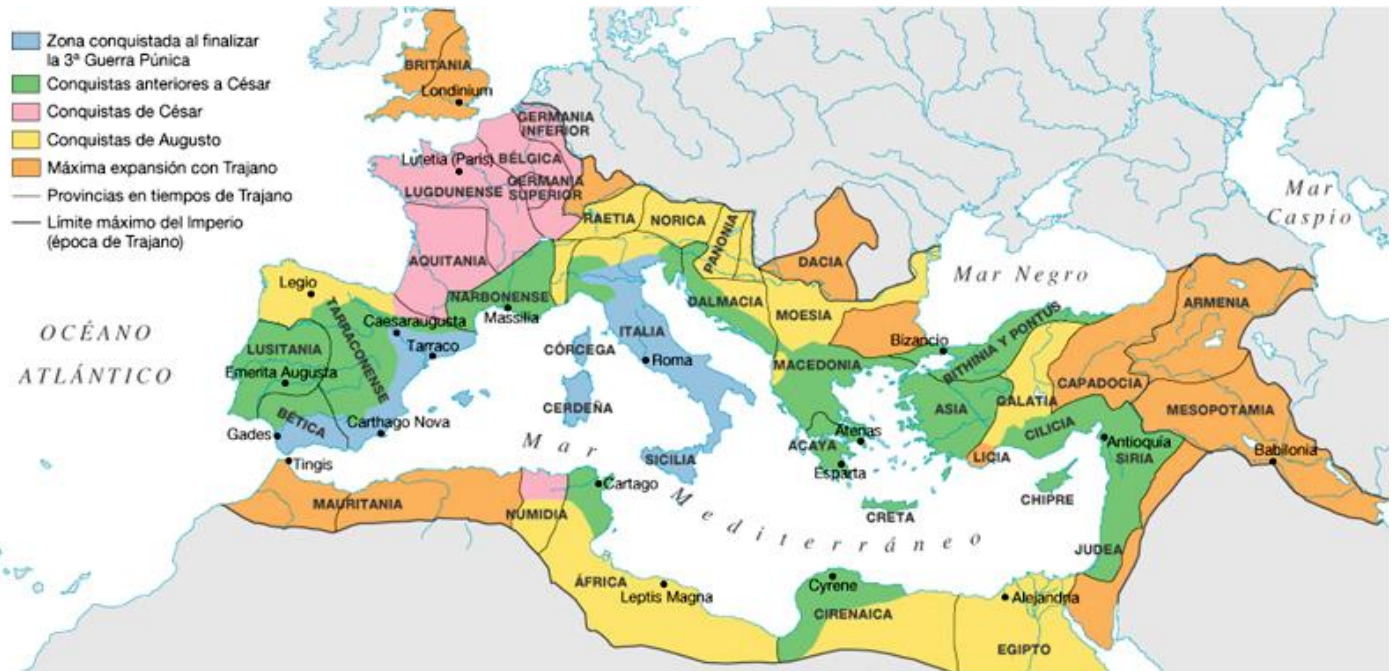 Zona conquistada al finalizar
la 3ª Guerra Púnica
Conquistas anteriores a César
Conquistas de César
Conquistas de Augusto
Máxima expansión con Trajano
Provincias en tiempos de Trajano
Límite máximo del Imperio
(época de Trajano)
BRITANIA
Londinium
GERMANIA
INFERIOR
Lutetia (París)
BÉLGICA
LUGDUNENSE
GERMANIA
SUPERIOR
RAETIA
NORICA
PANONIA
AQUITANIA
DACIA
Mar
Caspio
Mar Negro
Legio
NARBONENSE
Massilia
DALMACIA
MOESIA
ARMENIA
OCÉANO
ATLÁNTICO
TARRACONENSE
Caesaraugusta
Tarraco
ITALIA
CÓRCEGA
Roma
Bizancio
BITHINIA Y PONTUS
LUSITANIA
Emerita Augusta
MACEDONIA
CAPADOCIA
GALATIA
ASIA
MESOPOTAMIA
CERDEÑA
BÉTICA
Carthago Nova
Gades
ACAYA
Atenas
CILICIA
Antioquía
SIRIA
Babilonia
Tingis
SICILIA
Esparta
LICIA
Mar
Mediterráneo
Cartago
MAURITANIA
NUMIDIA
CHIPRE
CRETA
JUDEA
ÁFRICA
Leptis Magna
Cyrene
CIRENAICA
Alejandria
EGIPTO